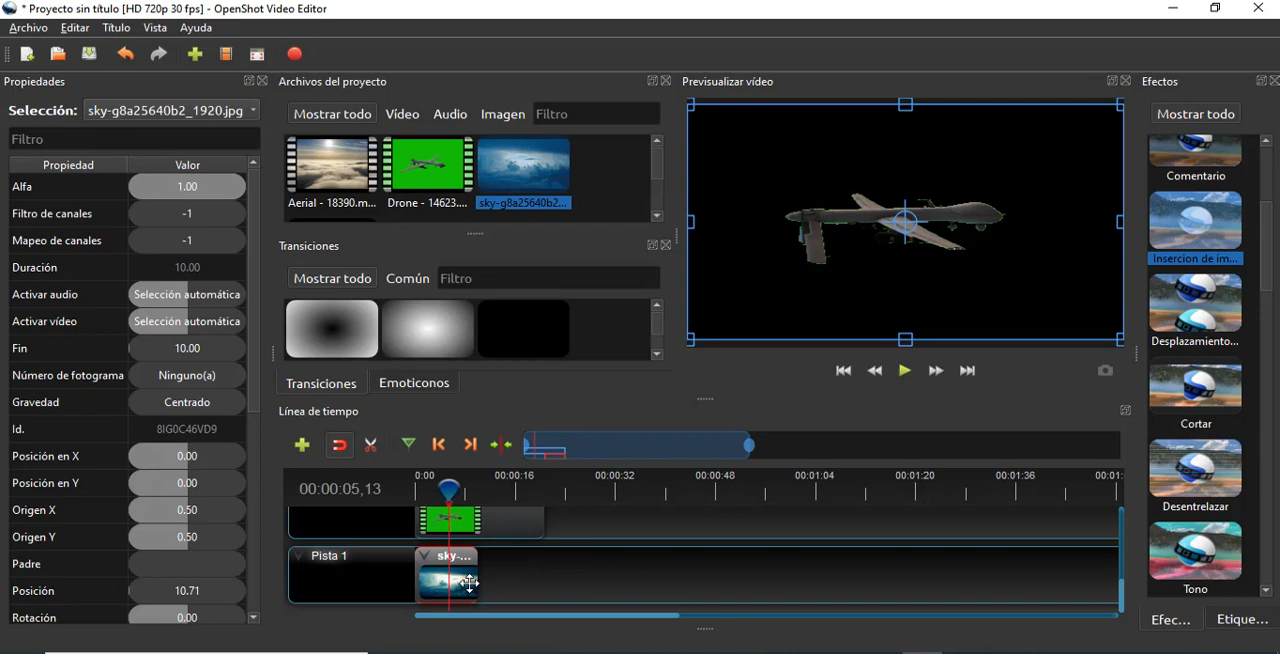 * Proyecto sin título [HD 720p 30 fps] - OpenShot Video Editor
Archivo Editar Título Vista Ayuda
Propiedades
Selección: sky-g8a25640b2_1920.jpg
Filtro
Propiedad Valor
Alfa 1.00
Filtro de canales -1
Mapeo de canales -1
Duración 10.00
Activar audio Selección automática
Activar vídeo Selección automática
Fin 10.00
Número de fotograma Ninguno(a)
Gravedad Centrado
Id. 8IG0C46VD9
Posición en X 0.00
Posición en Y 0.00
Origen X 0.50
Origen Y 0.50
Padre
Posición 10.71
Rotación 0.00
Archivos del proyecto
Mostrar todo Vídeo Audio Imagen Filtro
Aerial - 18390.m... Drone - 14623.... sky-g8a25640b2...
Transiciones
Mostrar todo Común Filtro
Transiciones Emoticonos
Previsualizar vídeo
Efectos
Mostrar todo
Comentario
Insercion de im...
Desplazamiento...
Cortar
Desentrelazar
Tono
Efec... Etique...
Línea de tiempo
00:00:05,13
0:00 00:00:16 00:00:32 00:00:48 00:01:04 00:01:20 00:01:36 00:01:
Pista 1 sky-...